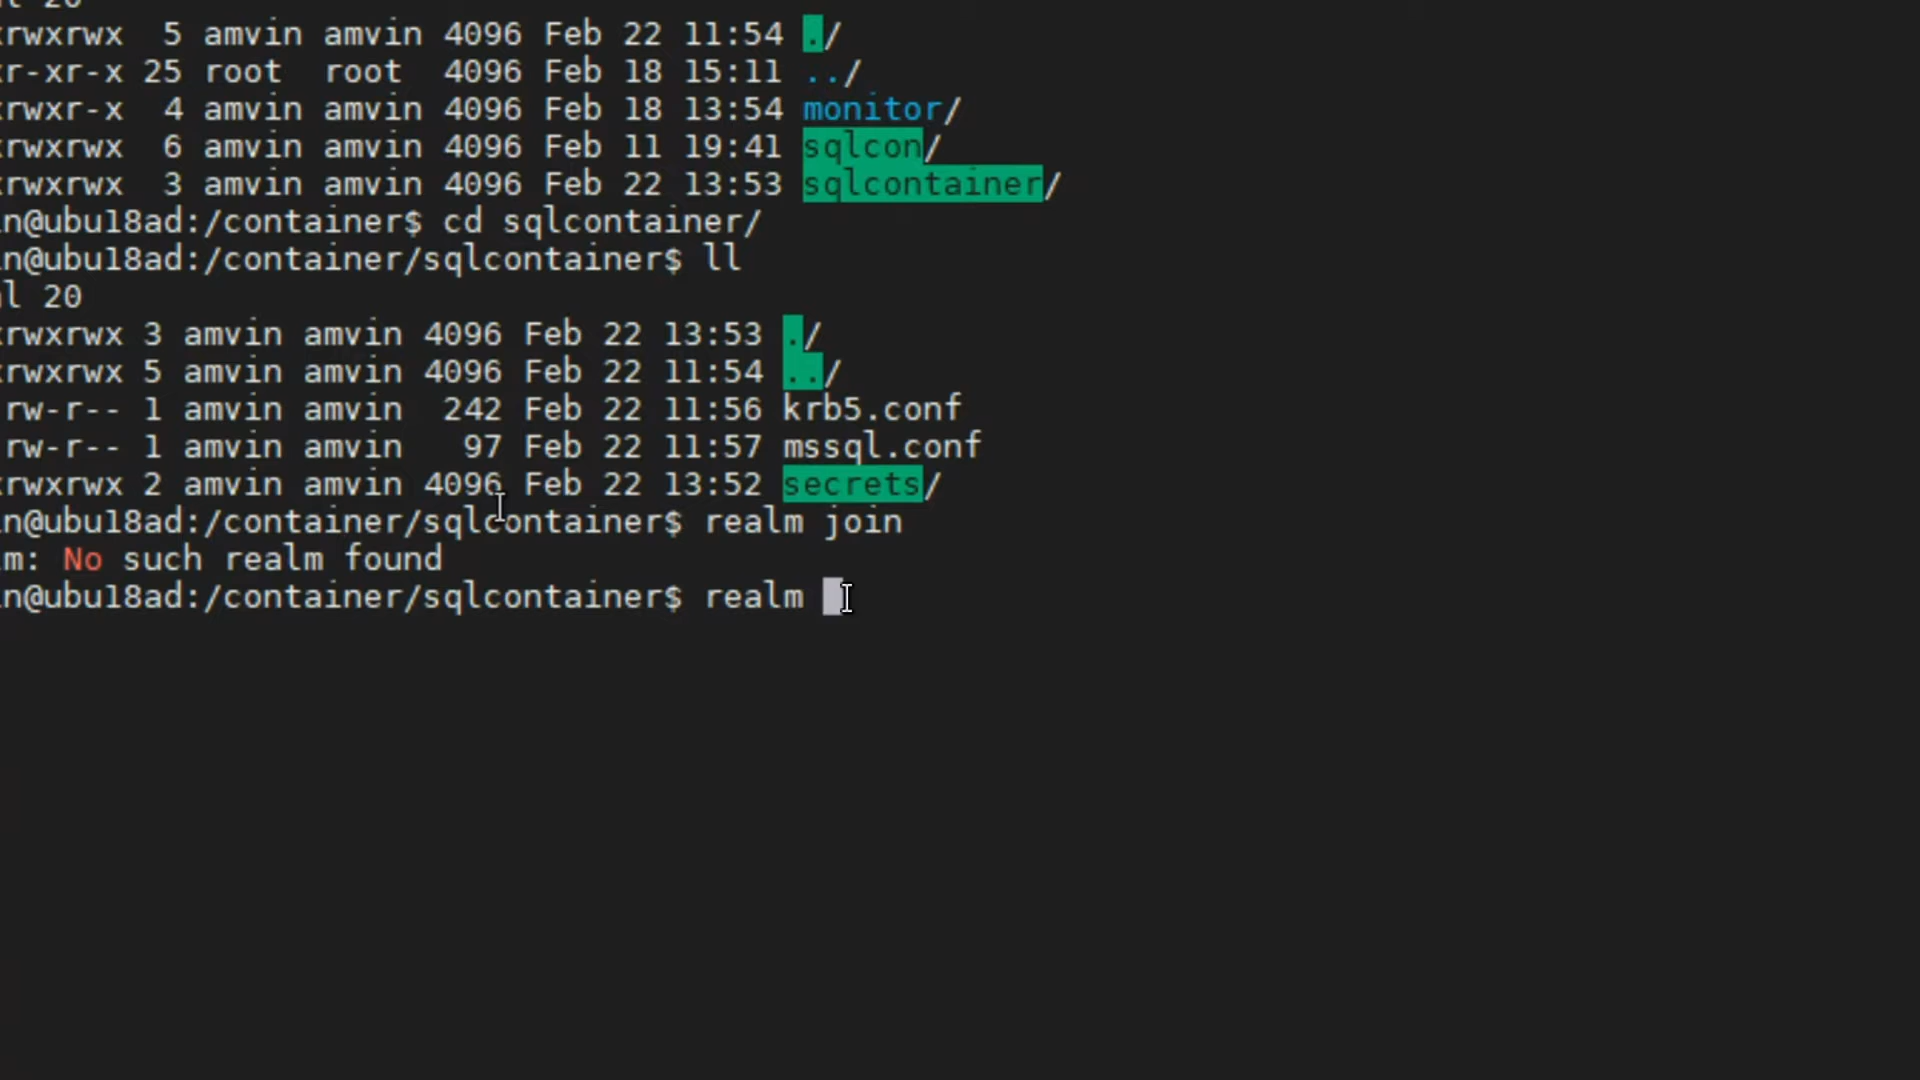 rwxrwx 5 amvin amvin 4096 Feb 22 11:54 ./
r-xr-x 25 root root 4096 Feb 18 15:11 ../
rwxr-x 4 amvin amvin 4096 Feb 18 13:54 monitor/
rwxrwx 6 amvin amvin 4096 Feb 11 19:41 sqlcon/
rwxrwx 3 amvin amvin 4096 Feb 22 13:53 sqlcontainer/
n@ubu18ad:/container$ cd sqlcontainer/
n@ubu18ad:/container/sqlcontainer$ ll
l 20
rwxrwx 3 amvin amvin 4096 Feb 22 13:53 ./
rwxrwx 5 amvin amvin 4096 Feb 22 11:54 ../
rw-r-- 1 amvin amvin 242 Feb 22 11:56 krb5.conf
rw-r-- 1 amvin amvin 97 Feb 22 11:57 mssql.conf
rwxrwx 2 amvin amvin 4096 Feb 22 13:52 secrets/
n@ubu18ad:/container/sqlcontainer$ realm join
m: No such realm found
n@ubu18ad:/container/sqlcontainer$ realm